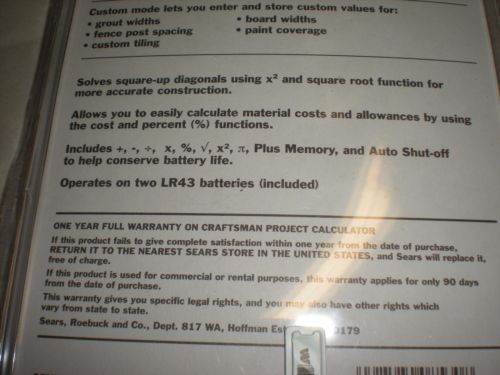 Custom mode lets you enter and store custom values for:
• grout widths
• fence post spacing
• custom tiling
• board widths
• paint coverage
Solves square-up diagonals using x² and square root function for
more accurate construction.
Allows you to easily calculate material costs and allowances by using
the cost and percent (%) functions.
Includes +, -, ÷, x, %, √, x², π, Plus Memory, and Auto Shut-off
to help conserve battery life.
Operates on two LR43 batteries (included)
ONE YEAR FULL WARRANTY ON CRAFTSMAN PROJECT CALCULATOR
If this product fails to give complete satisfaction within one year from the date of purchase,
RETURN IT TO THE NEAREST SEARS STORE IN THE UNITED STATES, and Sears will replace it,
free of charge.
If this product is used for commercial or rental purposes, this warranty applies for only 90 days
from the date of purchase.
This warranty gives you specific legal rights, and you may also have other rights which
vary from state to state.
Sears, Roebuck and Co., Dept. 817 WA, Hoffman Est 0179